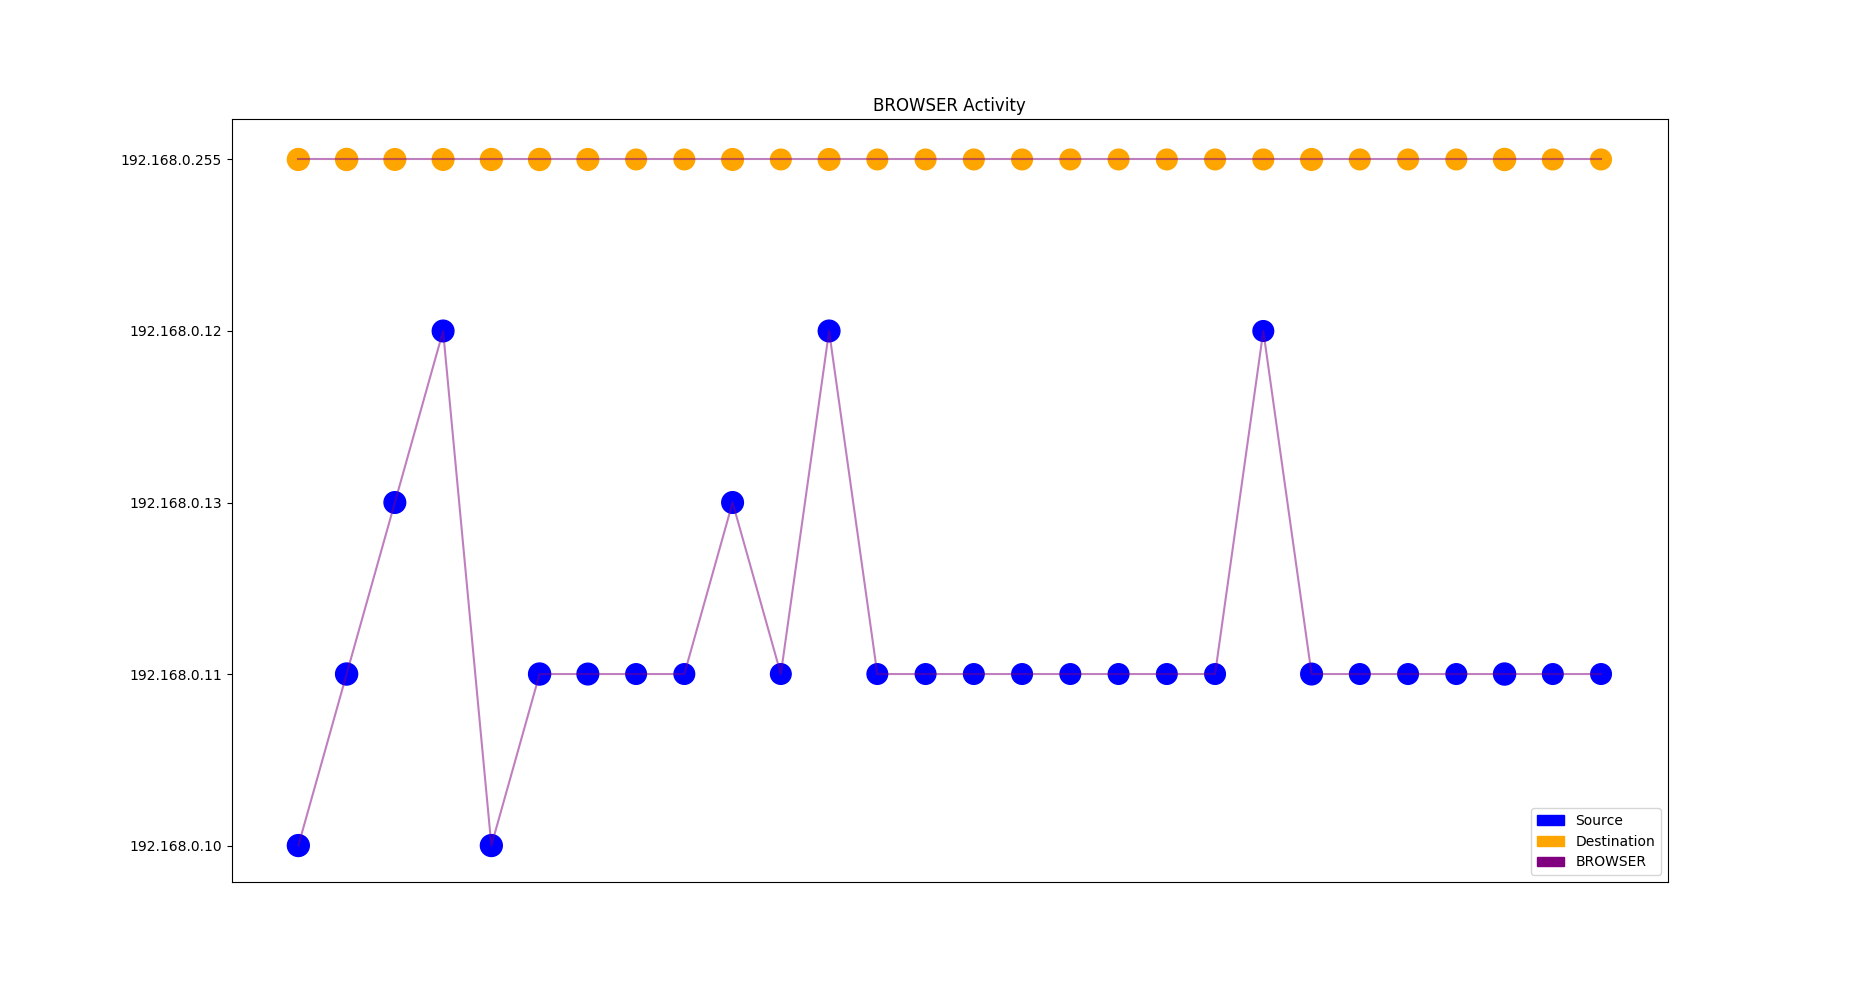 BROWSER Activity
192.168.0.255
192.168.0.12
192.168.0.13
192.168.0.11
192.168.0.10
Source
Destination
BROWSER